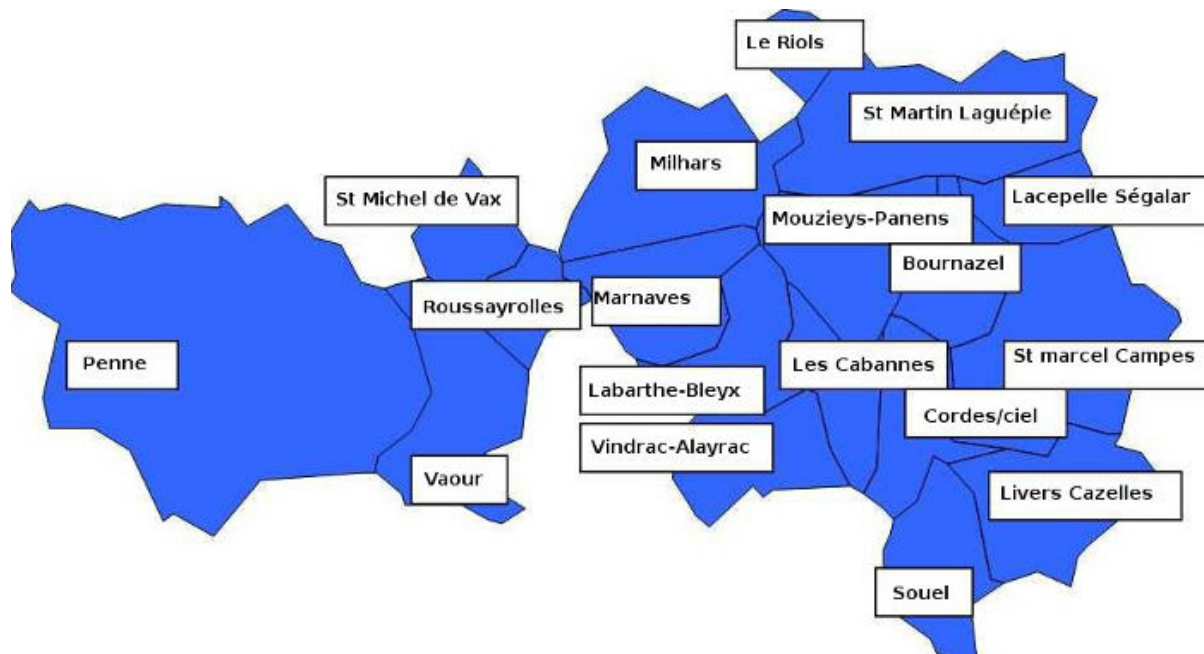 Le Riols
St Martin Laguépie
Milhars
St Michel de Vax
Lacepelle Ségalar
Mouzieys-Panens
Bournazel
Roussayrolles
Marnaves
Penne
Les Cabannes
St marcel Campes
Labarthe-Bleyx
Cordes/ciel
Vindrac-Alayrac
Vaour
Livers Cazelles
Souel